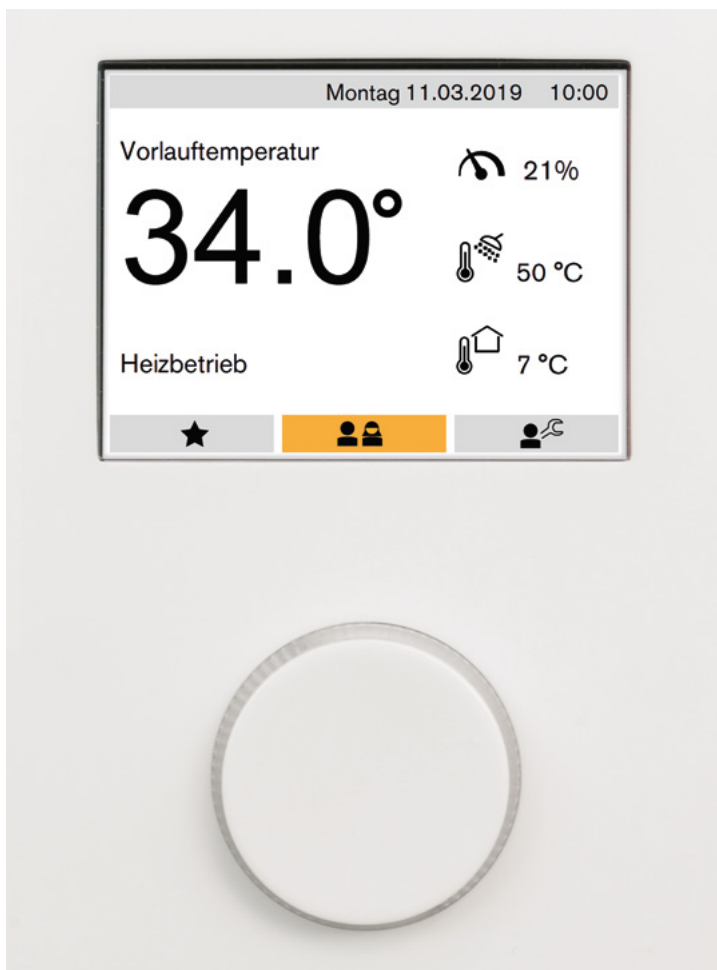 Montag 11.03.2019 10:00
Vorlauftemperatur
34.0°
21%
50 °C
Heizbetrieb
7 °C